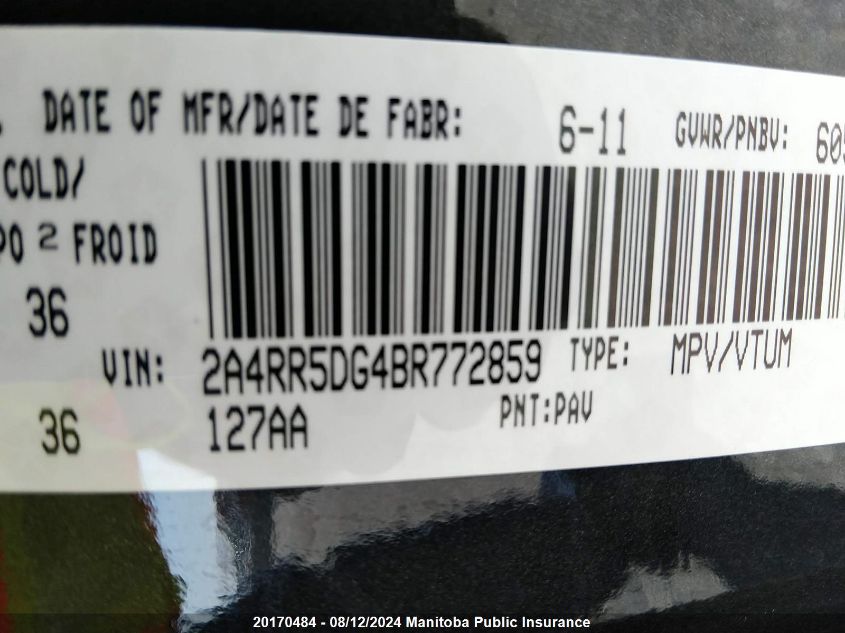 DATE OF MFR/DATE DE FABR: 6-11 GVWR/PNBV:
COLD/
2 FROID
36
VIN: 2A4RR5DG4BR772859 TYPE: MPV/VTUM
36 127AA PNT:PAV
20170484 - 08/12/2024 Manitoba Public Insurance